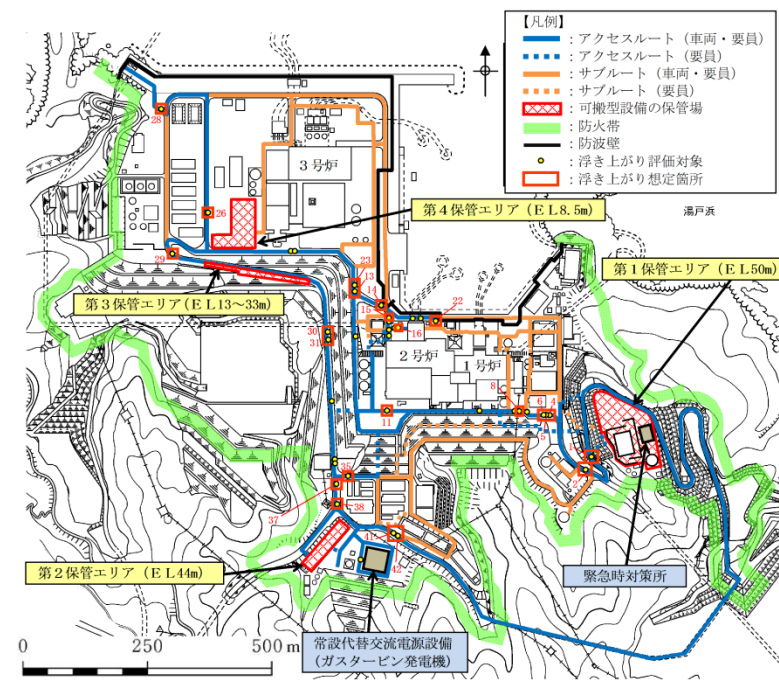 【凡例】
：アクセスルート（車両・要員）
：アクセスルート（要員）
：サブルート（車両・要員）
：サブルート（要員）
：可搬型設備の保管場
：防火帯
：防波壁
：浮き上がり評価対象
：浮き上がり想定箇所
湯戸浜
28
3号炉
26
第4保管エリア（EL8.5m）
29
23
13
第1保管エリア（EL50m）
第3保管エリア（EL13～33m）
14
15
22
16
30
31
2号炉
1号炉
8
6
4
11
5
1
2
35
37
38
41
42
第2保管エリア（EL44m）
緊急時対策所
常設代替交流電源設備
（ガスタービン発電機）
0
250
500 m